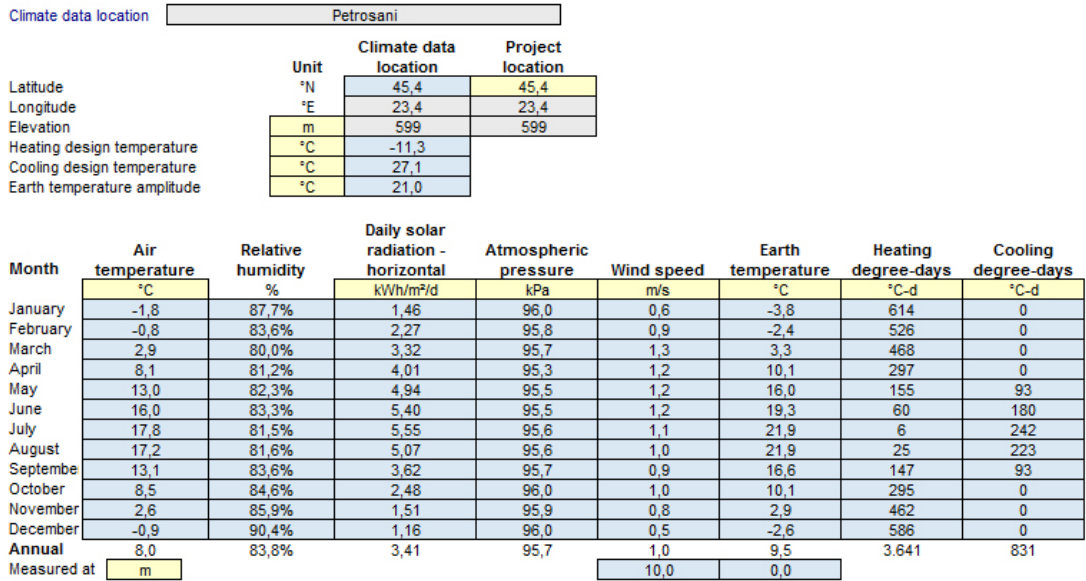 Climate data location Petrosani
Climate data Project
Unit location location
Latitude °N 45,4 45,4
Longitude °E 23,4 23,4
Elevation m 599 599
Heating design temperature °C -11,3
Cooling design temperature °C 27,1
Earth temperature amplitude °C 21,0
Daily solar
Air Relative radiation - Atmospheric Earth Heating Cooling
Month temperature humidity horizontal pressure Wind speed temperature degree-days degree-days
°C % kWh/m²/d kPa m/s °C °C-d °C-d
January -1,8 87,7% 1,46 96,0 0,6 -3,8 614 0
February -0,8 83,6% 2,27 95,8 0,9 -2,4 526 0
March 2,9 80,0% 3,32 95,7 1,3 3,3 468 0
April 8,1 81,2% 4,01 95,3 1,2 10,1 297 0
May 13,0 82,3% 4,94 95,5 1,2 16,0 155 93
June 16,0 83,3% 5,40 95,5 1,2 19,3 60 180
July 17,8 81,5% 5,55 95,6 1,1 21,9 6 242
August 17,2 81,6% 5,07 95,6 1,0 21,9 25 223
Septembe 13,1 83,6% 3,62 95,7 0,9 16,6 147 93
October 8,5 84,6% 2,48 96,0 1,0 10,1 295 0
November 2,6 85,9% 1,51 95,9 0,8 2,9 462 0
December -0,9 90,4% 1,16 96,0 0,5 -2,6 586 0
Annual 8,0 83,8% 3,41 95,7 1,0 9,5 3.641 831
Measured at m 10,0 0,0